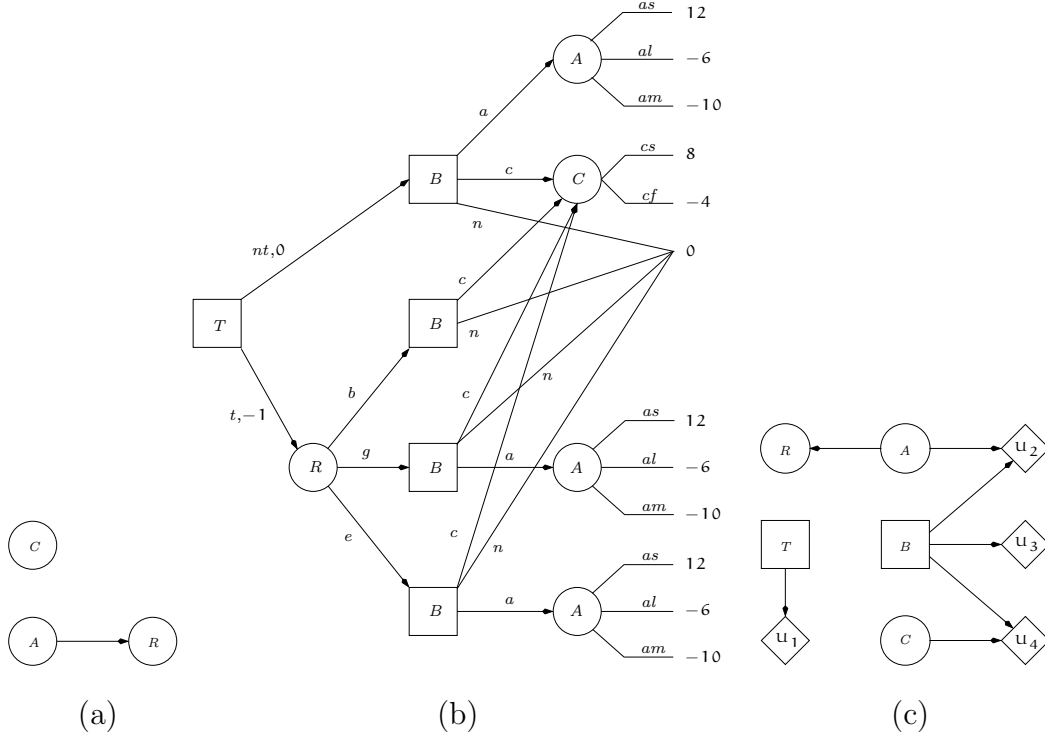 as 12
A al −6
am −10
a
B c C cs 8
cf −4
n
nt,0 0
T B c
n
b
t,−1 c n
R g B a A as 12
al −6
am −10
R A u2
e c n
C T B u3
B a A as 12
al −6
am −10
A R u1 C u4
(a) (b) (c)